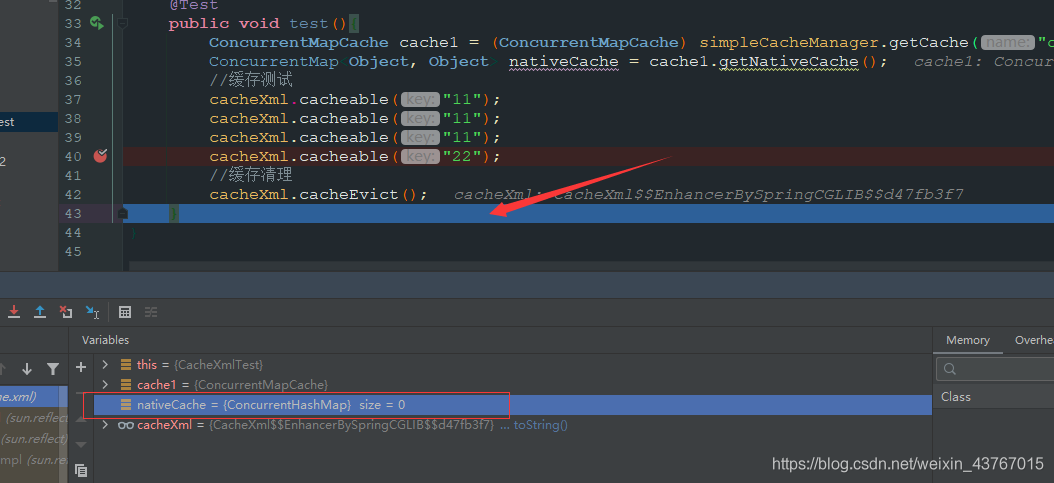 32 @Test
33 public void test(){
34 ConcurrentMapCache cache1 = (ConcurrentMapCache) simpleCacheManager.getCache( name: "c
35 ConcurrentMap Object, Object nativeCache = cache1.getNativeCache(); cache1: Concur
36 //缓存测试
37 cacheXml.cacheable( key: "11");
38 cacheXml.cacheable( key: "11");
est
39 cacheXml.cacheable( key: "11");
2
40 cacheXml.cacheable( key: "22");
41 //缓存清理
42 cacheXml.cacheEvict(); cacheXml: CacheXml$$EnhancerBySpringCGLIB$$d47fb3f7
43 }
44 }
45
Variables
Memory Overhe
this = {CacheXmlTest}
cache1 = {ConcurrentMapCache}
Class
he.xml)
nativeCache = {ConcurrentHashMap} size = 0
(sun.reflect
cacheXml = {CacheXml$$EnhancerBySpringCGLIB$$d47fb3f7} ... toString()
(sun.reflect)
mpl (sun.ref
https://blog.csdn.net/weixin_43767015